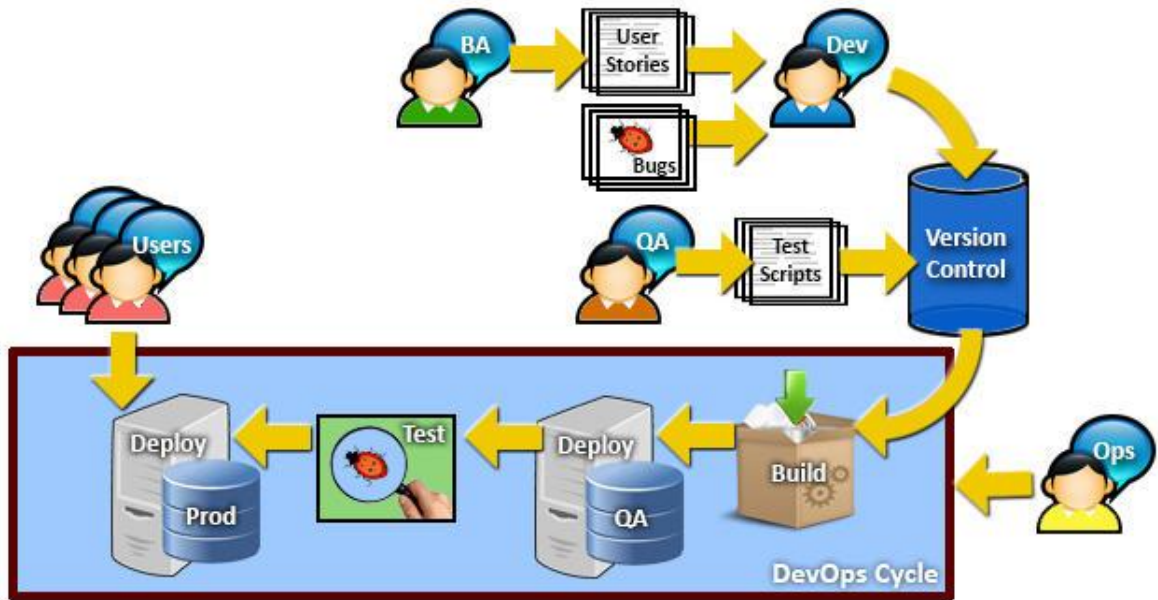 BA
User
Stories
Dev
Bugs
Users
QA
Test
Scripts
Version
Control
Deploy
Prod
Test
Deploy
QA
Build
Ops
DevOps Cycle